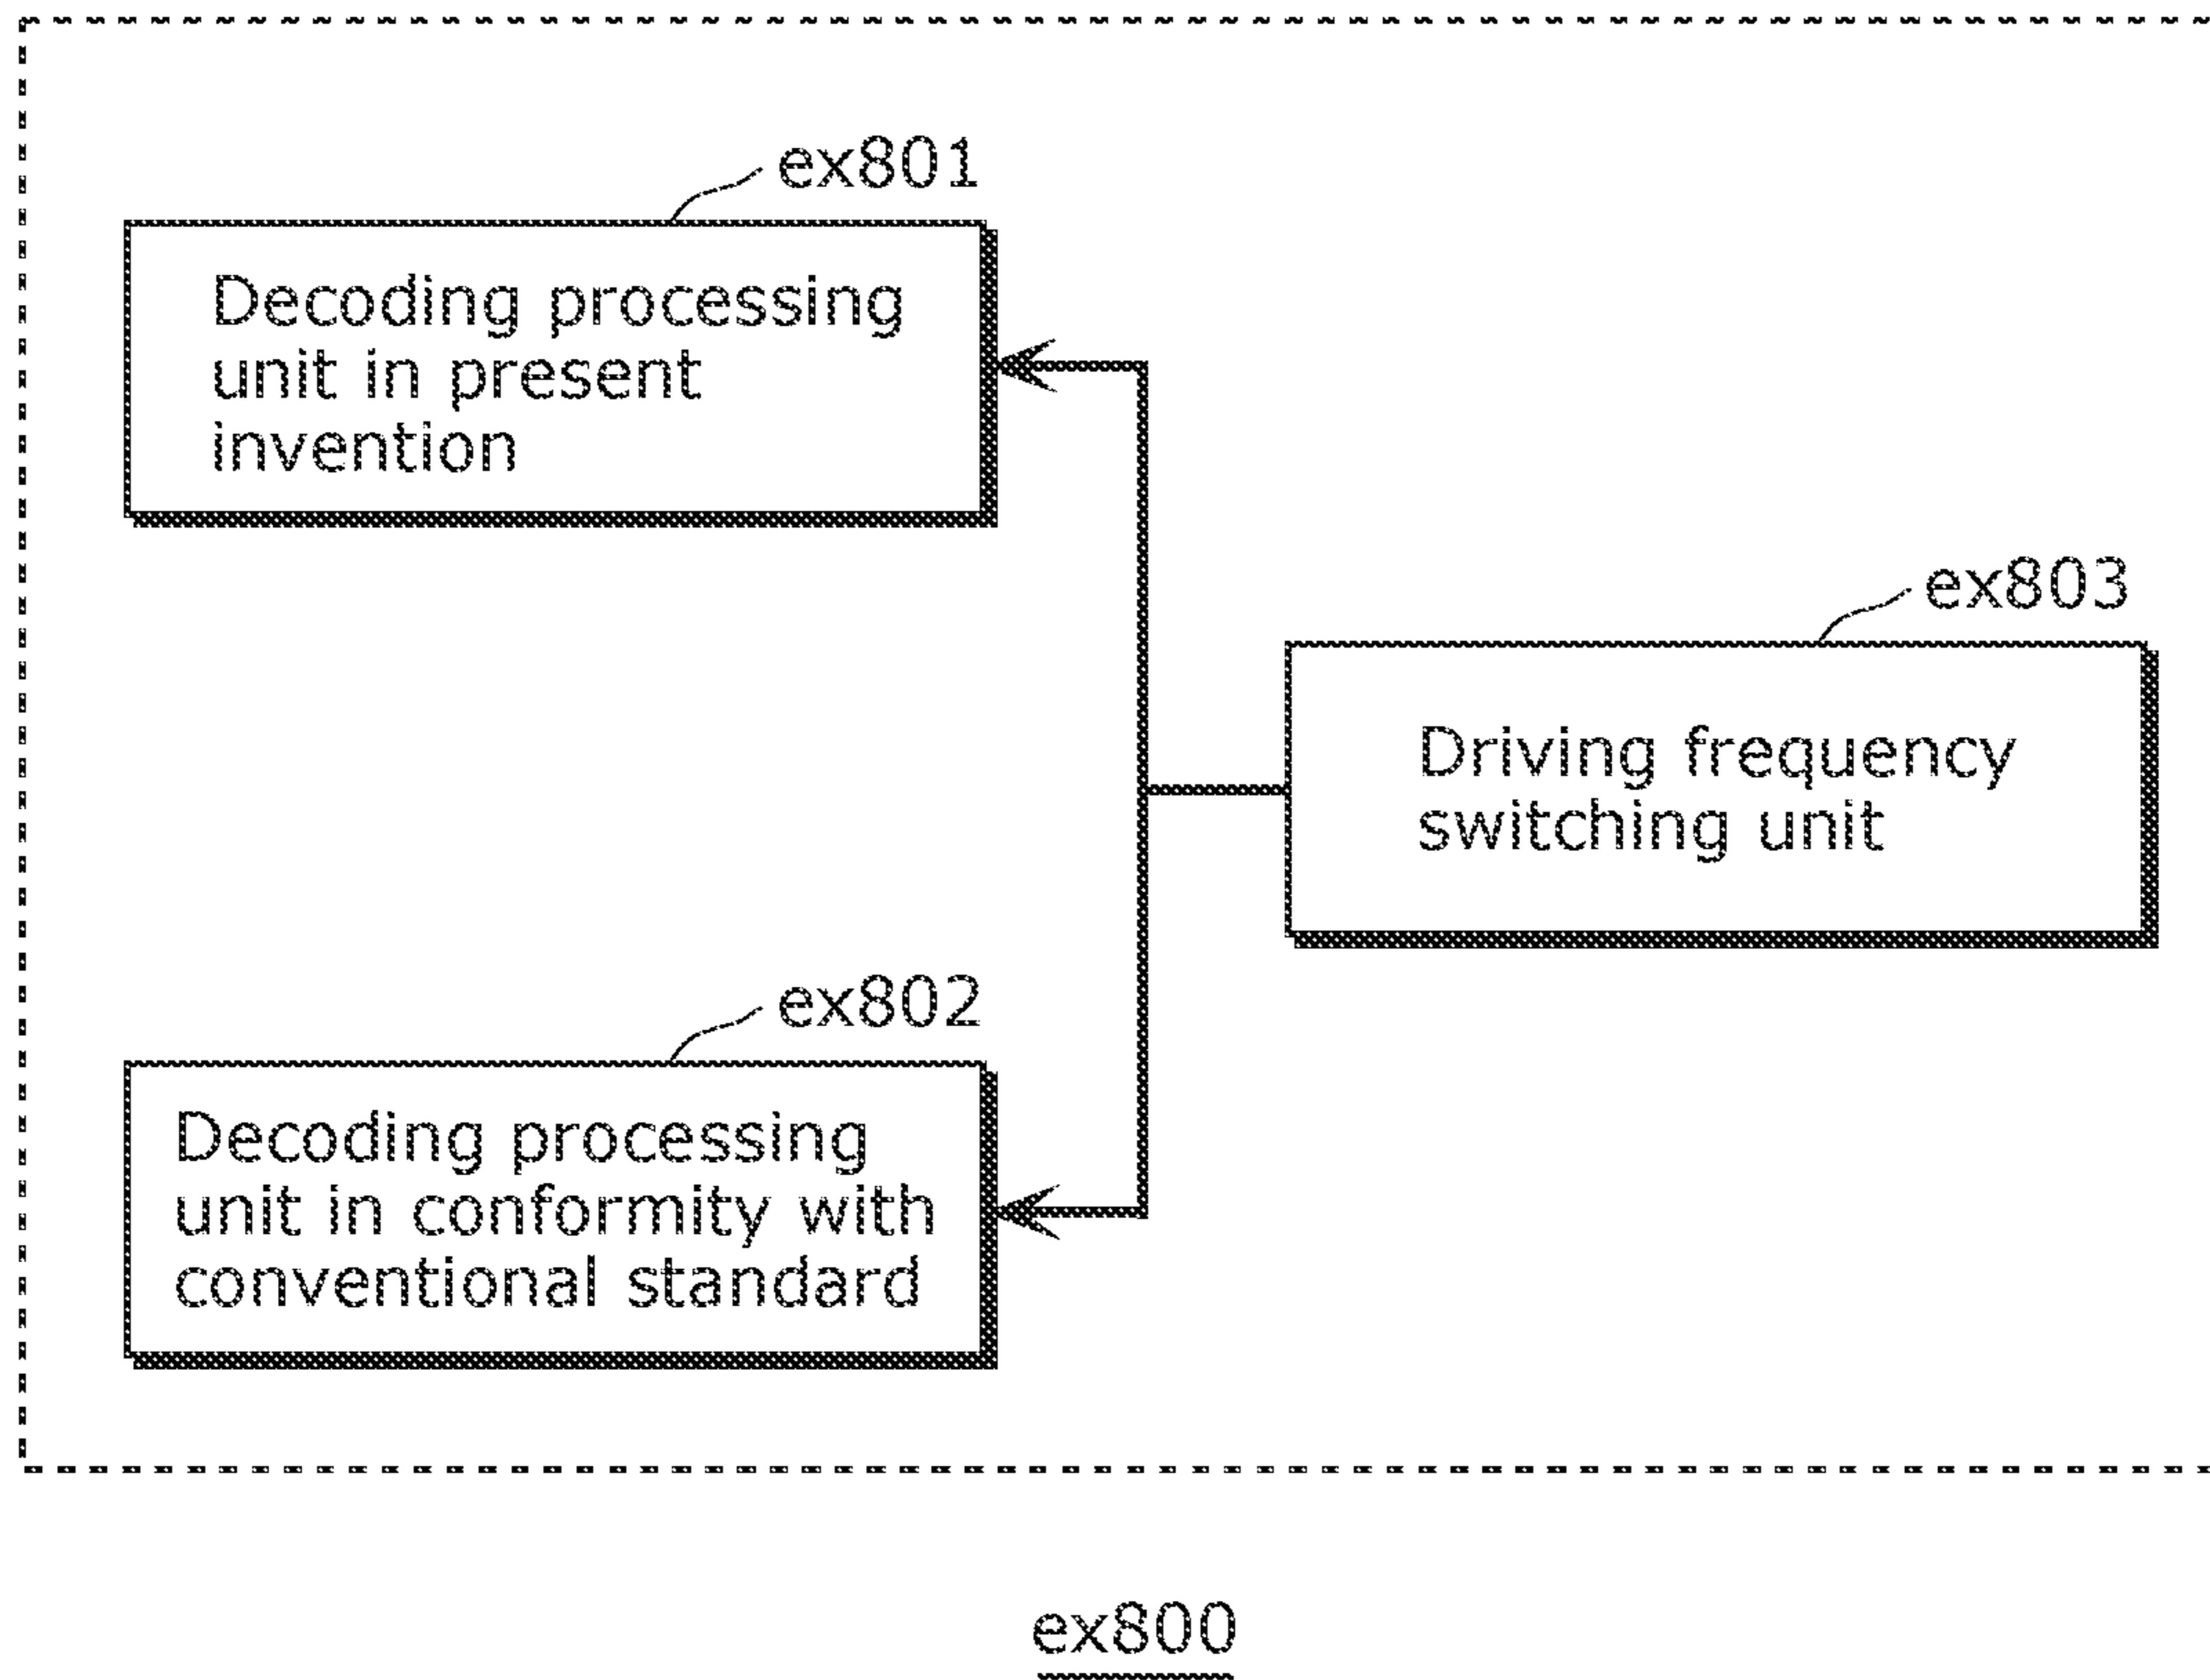 ex801
Decoding processing
unit in present
invention
ex803
Driving frequency
switching unit
ex802
Decoding processing
unit in conformity with
conventional standard
ex800